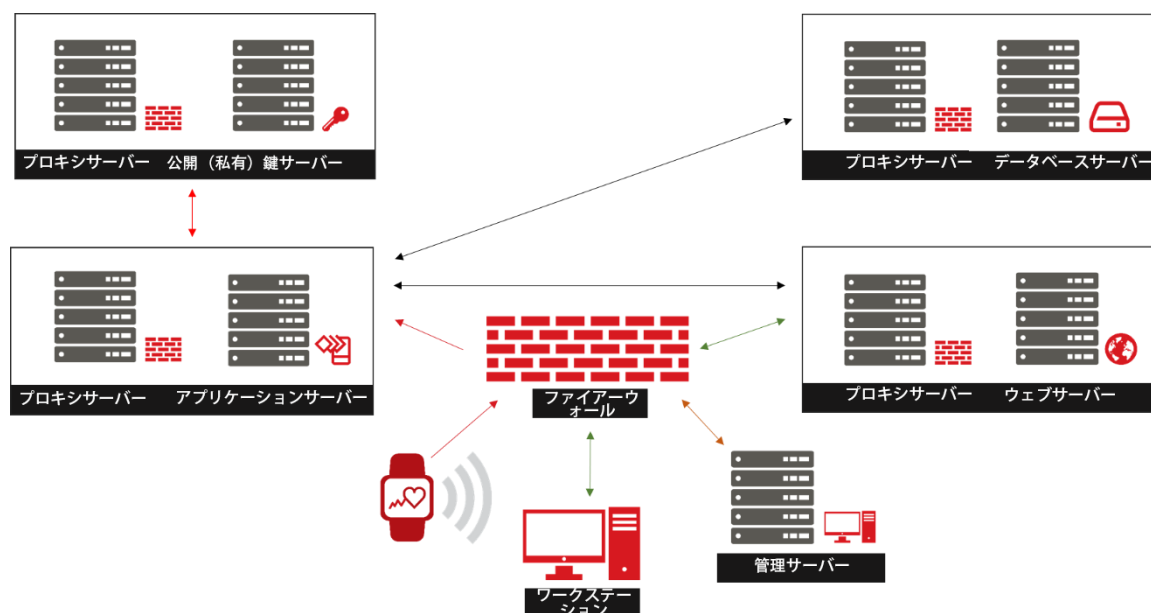 プロキシサーバー 公開（私有）鍵サーバー
プロキシサーバー データベースサーバー
プロキシサーバー アプリケーションサーバー
プロキシサーバー ウェブサーバー
ファイアーウ
ォール
管理サーバー
ワークステー
ション